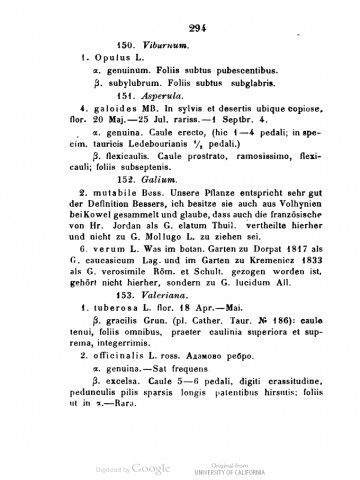 294
150. Viburnum.
1. Opulus L.
α. genuinum. Foliis subtus pubescentibus.
β. subylubrum. Foliis subtus subglabris.
151. Asperula.
4. galoides MB. In sylvis et desertis ubique copiose,
flor. 20 Maj.—25 Jul. rariss.—1 Septbr. 4.
α. genuina. Caule erecto, (hic 1—4 pedali; in spe-
cim. tauricis Ledebourianis ½ pedali.)
β. flexicaulis. Caule prostrato, ramosissimo, flexi-
cauli; foliis subseptenis.
152. Galium.
2. mutabile Bess. Unsere Pflanze entspricht sehr gut
der Definition Bessers, ich besitze sie auch aus Volhynien
bei Kowel gesammelt und glaube, dass auch die französische
von Hr. Jordan als G. elatum Thuil. vertheilte hierher
und nicht zu G. Mollugo L. zu ziehen sei.
6. verum L. Was im botan. Garten zu Dorpat 1817 als
G. caucasicum Lag. und im Garten zu Kremenicz 1833
als G. verosimile Röm. et Schult. gezogen worden ist,
gehört nicht hierher, sondern zu G. lucidum All.
153. Valeriana.
1. tuberosa L. flor. 18 Apr.—Mai.
β. gracilis Grun. (pl. Cather. Taur. № 186): caule
tenui, foliis omnibus, praeter caulinia superiora et sup-
rema, integerrimis.
2. officinalis L. ross. Адамово ребро.
α. genuina.—Sat frequens
β. excelsa. Caule 5—6 pedali, digiti crassitudine,
pedunculis pilis sparsis longis patentibus hirsutis; foliis
ut in α.—Rara.
Digitized by Google
Original from
UNIVERSITY OF CALIFORNIA